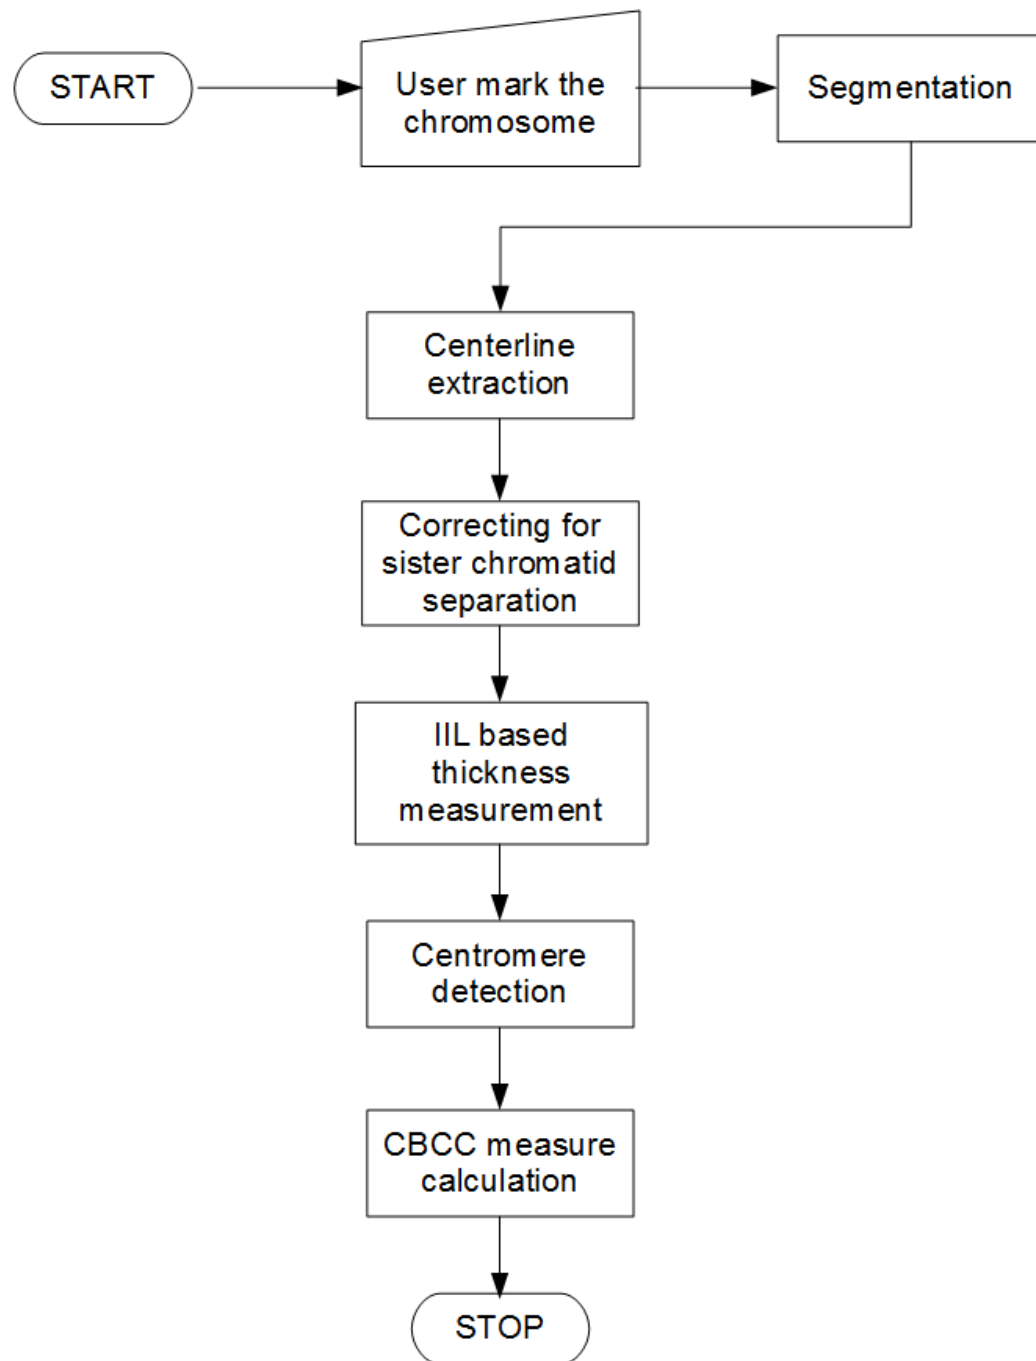 START
User mark the
chromosome
Segmentation
Centerline
extraction
Correcting for
sister chromatid
separation
IIL based
thickness
measurement
Centromere
detection
CBCC measure
calculation
STOP